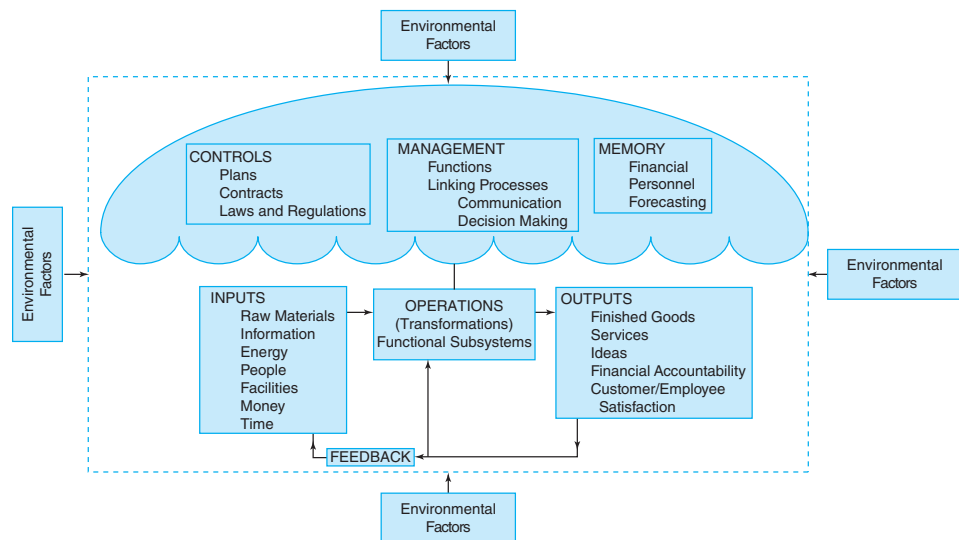 Environmental
Factors
CONTROLS
Plans
Contracts
Laws and Regulations
MANAGEMENT
Functions
Linking Processes
Communication
Decision Making
MEMORY
Financial
Personnel
Forecasting
Environmental
Factors
Environmental
Factors
INPUTS
Raw Materials
Information
Energy
People
Facilities
Money
Time
OPERATIONS
(Transformations)
Functional Subsystems
OUTPUTS
Finished Goods
Services
Ideas
Financial Accountability
Customer/Employee
Satisfaction
FEEDBACK
Environmental
Factors